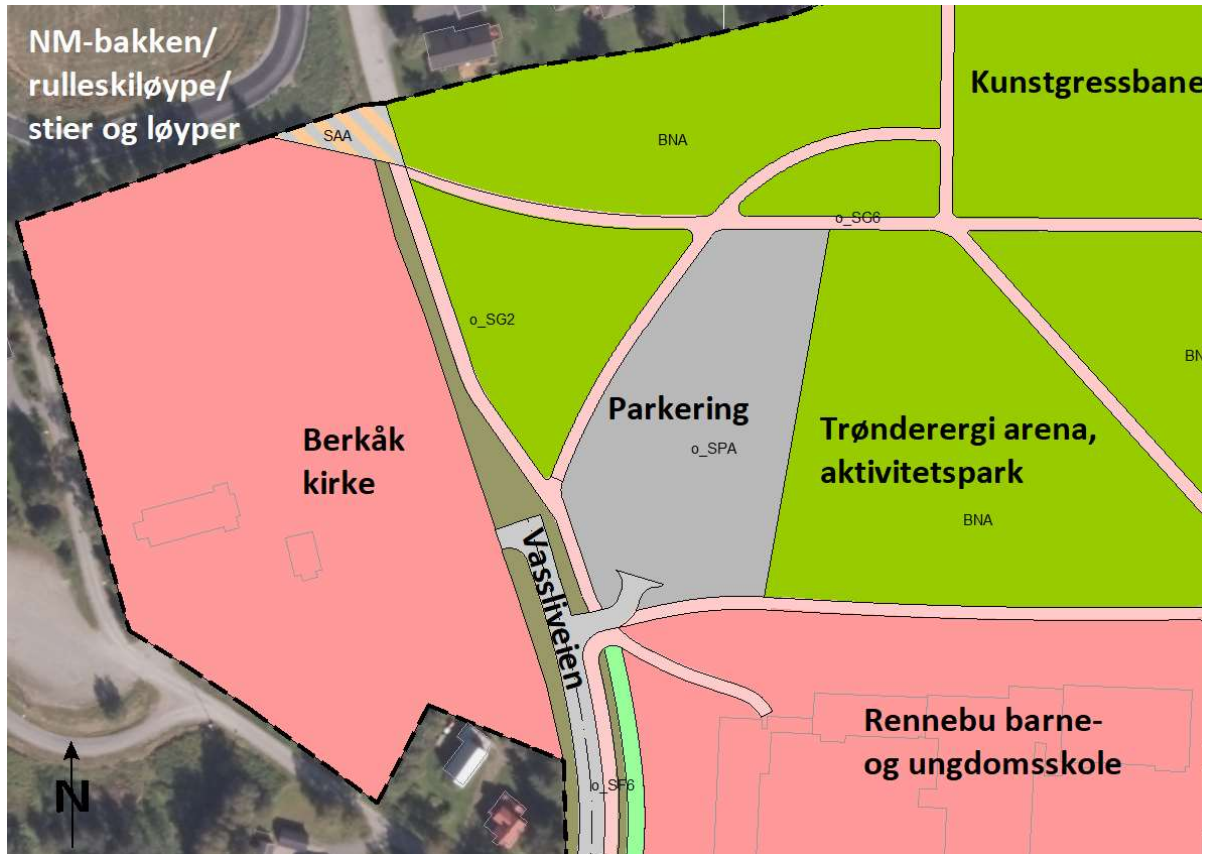 NM-bakken/
rulleskiløype/
stier og løyper
Kunstgressbane
SAA
BNA
o_SG6
o_SG2
Parkering
o_SPA
Berkåk
kirke
Trønderergi arena,
aktivitetspark
BNA
BN
Vassliveien
Rennebu barne-
og ungdomsskole
o_SF6
N